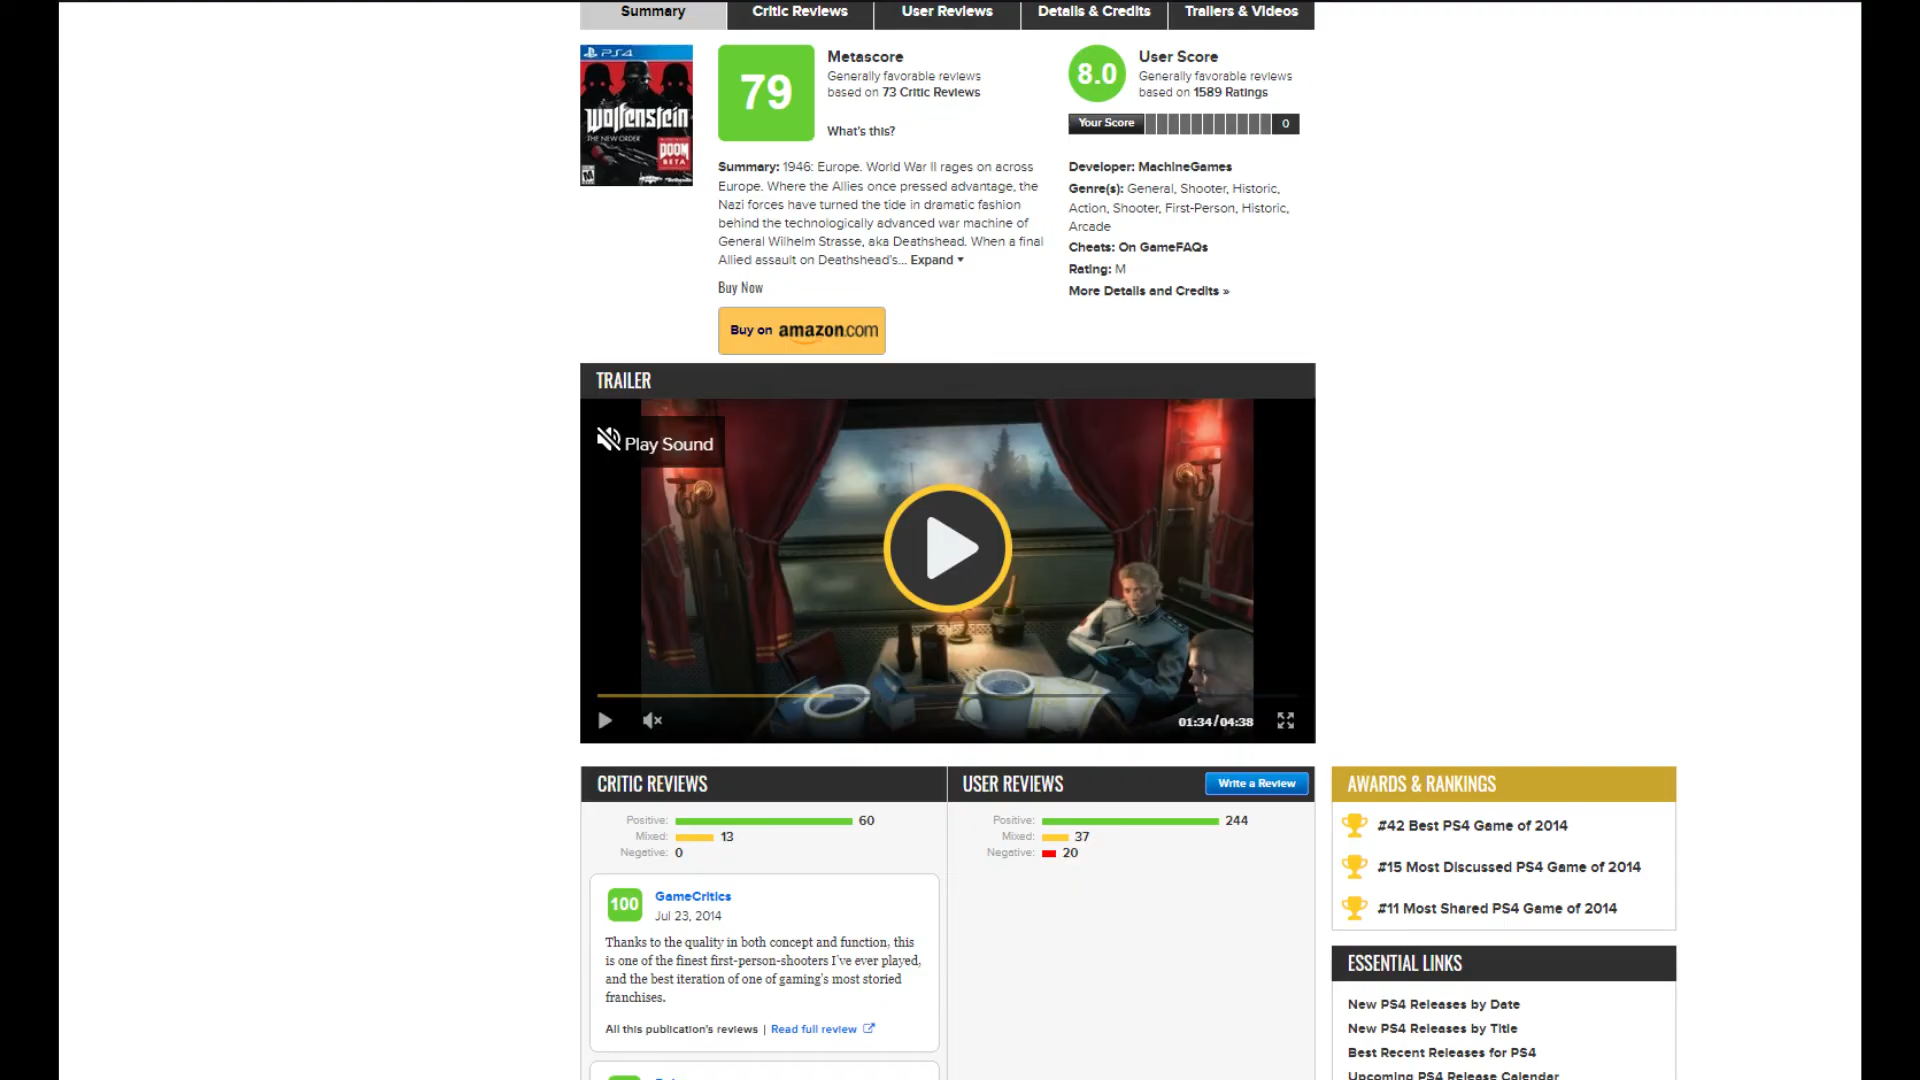 Summary
Critic Reviews
User Reviews
Details & Credits
Trailers & Videos
PS4
Wolfenstein
THE NEW ORDER
DOOM
BETA
M
79
Metascore
Generally favorable reviews
based on 73 Critic Reviews
What's this?
8.0
User Score
Generally favorable reviews
based on 1589 Ratings
Your Score
0
Summary: 1946: Europe. World War II rages on across
Europe. Where the Allies once pressed advantage, the
Nazi forces have turned the tide in dramatic fashion
behind the technologically advanced war machine of
General Wilhelm Strasse, aka Deathshead. When a final
Allied assault on Deathshead's... Expand
Buy Now
Buy on amazon.com
Developer: MachineGames
Genre(s): General, Shooter, Historic,
Action, Shooter, First-Person, Historic,
Arcade
Cheats: On GameFAQs
Rating: M
More Details and Credits »
TRAILER
Play Sound
01:34/04:38
CRITIC REVIEWS
Positive: 60
Mixed: 13
Negative: 0
100
GameCritics
Jul 23, 2014
Thanks to the quality in both concept and function, this
is one of the finest first-person-shooters I've ever played,
and the best iteration of one of gaming's most storied
franchises.
All this publication's reviews | Read full review
USER REVIEWS
Write a Review
Positive: 244
Mixed: 37
Negative: 20
AWARDS & RANKINGS
#42 Best PS4 Game of 2014
#15 Most Discussed PS4 Game of 2014
#11 Most Shared PS4 Game of 2014
ESSENTIAL LINKS
New PS4 Releases by Date
New PS4 Releases by Title
Best Recent Releases for PS4
Upcoming PS4 Release Calendar